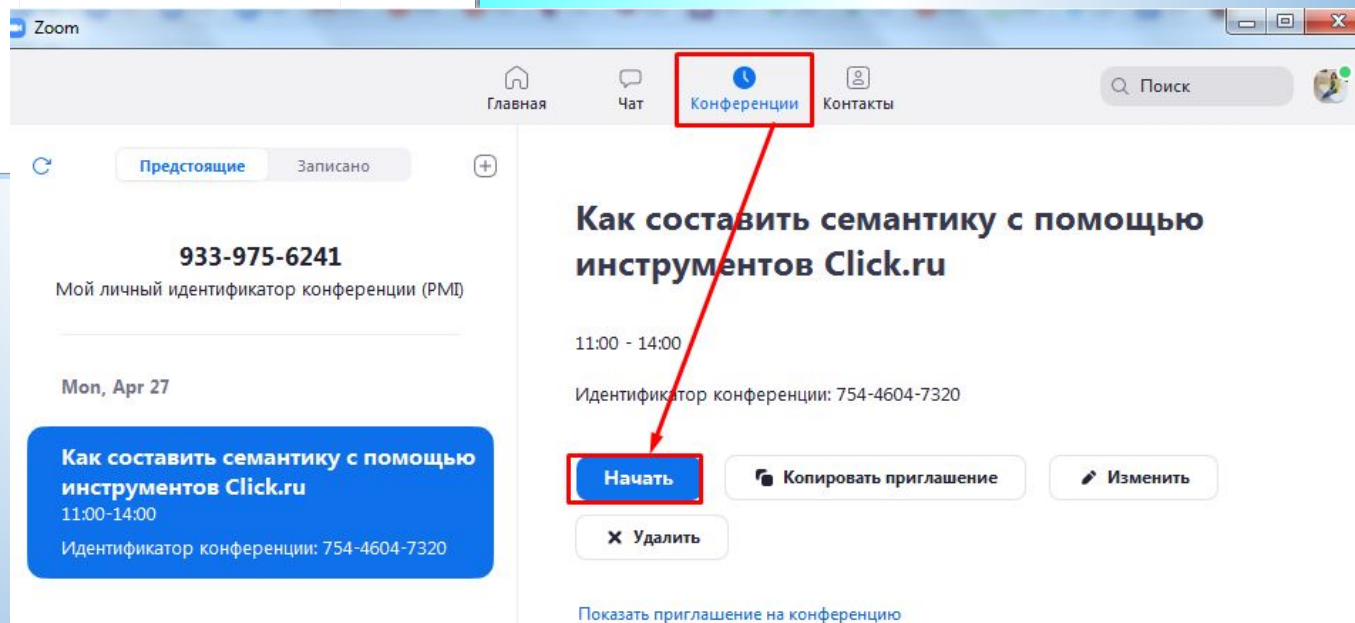 Zoom
Главная
Чат
Конференции
Контакты
Поиск
Предстоящие
Записано
933-975-6241
Мой личный идентификатор конференции (PMI)
Mon, Apr 27
Как составить семантику с помощью
инструментов Click.ru
11:00-14:00
Идентификатор конференции: 754-4604-7320
Как составить семантику с помощью
инструментов Click.ru
11:00 - 14:00
Идентификатор конференции: 754-4604-7320
Начать
Копировать приглашение
Изменить
Удалить
Показать приглашение на конференцию